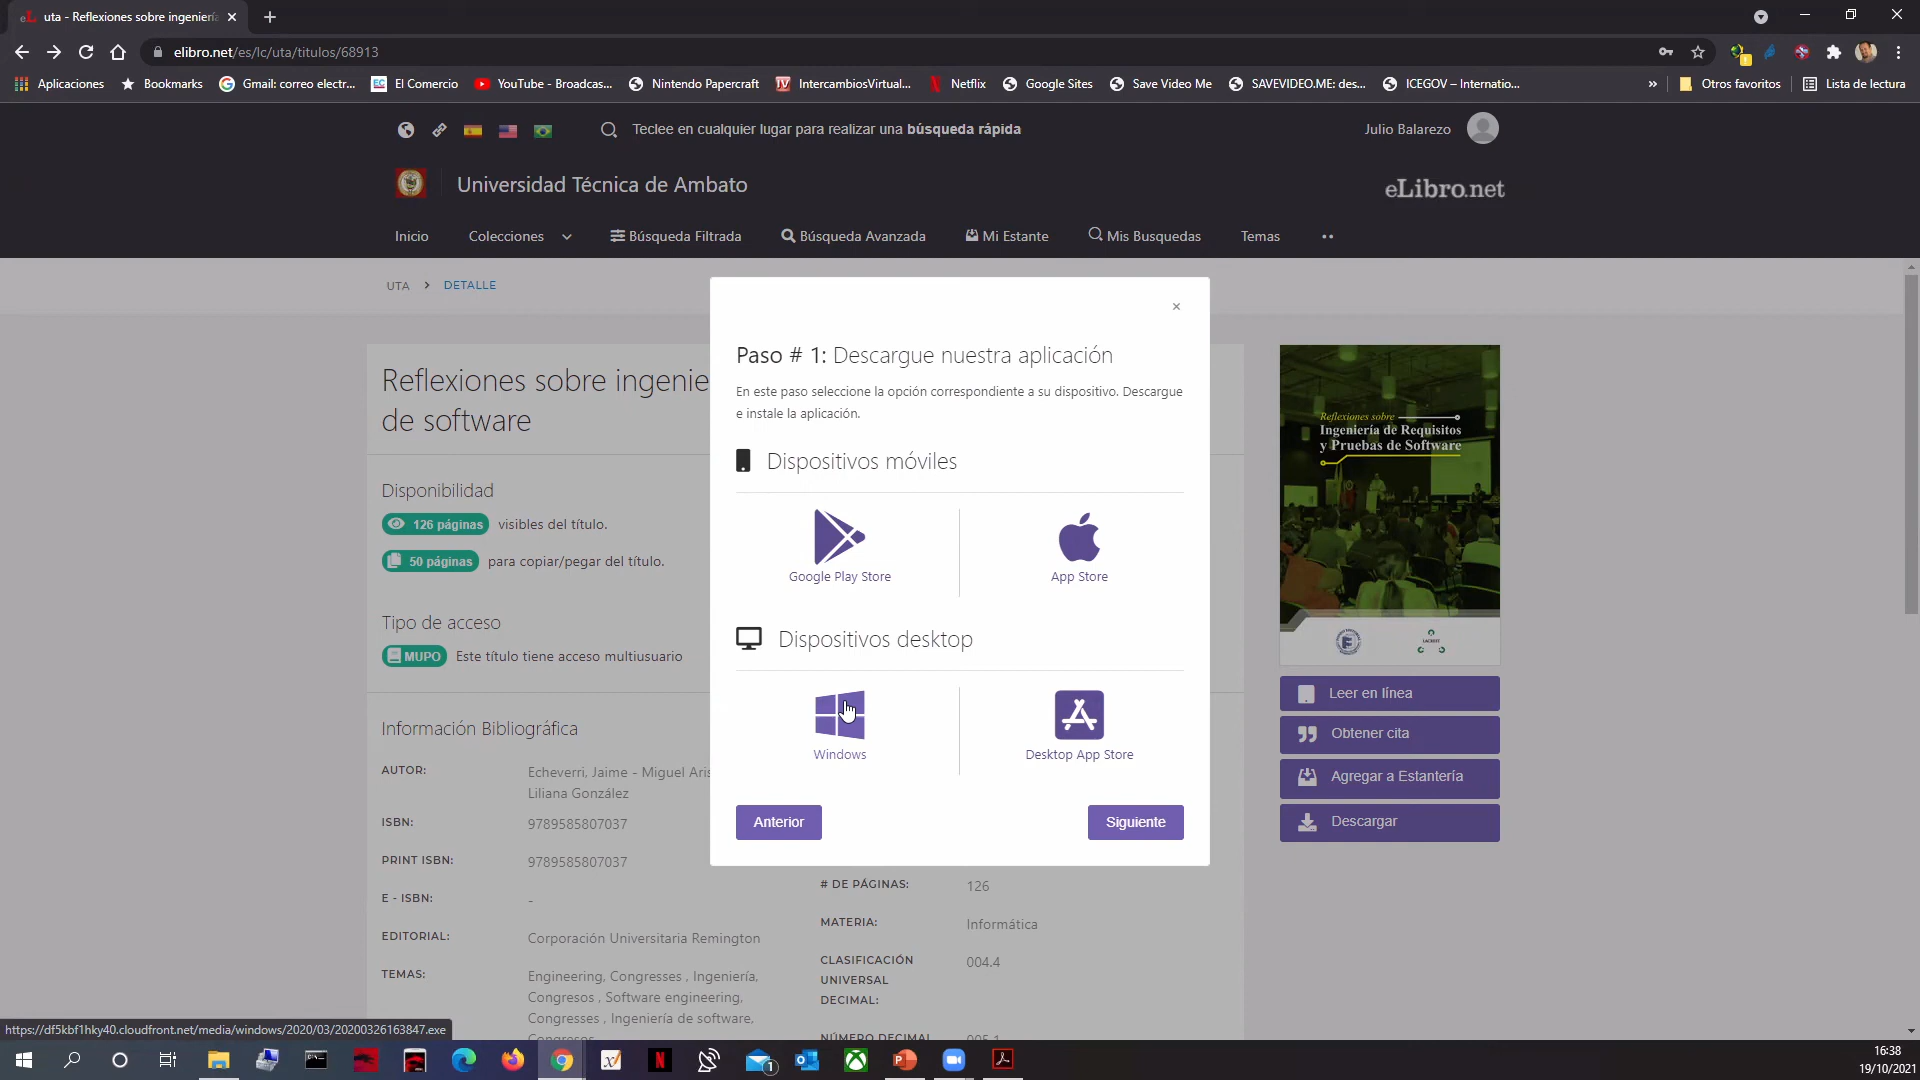 uta - Reflexiones sobre ingeniería
elibro.net/es/lc/uta/titulos/68913
Aplicaciones
Bookmarks
Gmail: correo electr...
El Comercio
YouTube - Broadcas...
Nintendo Papercraft
IntercambiosVirtual...
Netflix
Google Sites
Save Video Me
SAVEVIDEO.ME: des...
ICEGOV – Internatio...
»
Otros favoritos
Lista de lectura
Teclee en cualquier lugar para realizar una búsqueda rápida
Julio Balarezo
Universidad Técnica de Ambato
eLibro.net
Inicio
Colecciones
Búsqueda Filtrada
Búsqueda Avanzada
Mi Estante
Mis Busquedas
Temas
UTA > DETALLE
Reflexiones sobre ingenie
de software
Disponibilidad
126 páginas visibles del título.
50 páginas para copiar/pegar del título.
Tipo de acceso
MUPO Este título tiene acceso multiusuario
Información Bibliográfica
AUTOR: Echeverri, Jaime - Miguel Aris
Liliana González
ISBN: 9789585807037
PRINT ISBN: 9789585807037
E - ISBN: -
EDITORIAL: Corporación Universitaria Remington
TEMAS: Engineering, Congresses , Ingeniería,
Congresos , Software engineering,
Congresses , Ingeniería de software,
Congresos
# DE PÁGINAS: 126
MATERIA: Informática
CLASIFICACIÓN 004.4
UNIVERSAL
DECIMAL:
NÚMERO DECIMAL 005.1
×
Paso # 1: Descargue nuestra aplicación
En este paso seleccione la opción correspondiente a su dispositivo. Descargue
e instale la aplicación.
Dispositivos móviles
Google Play Store
App Store
Dispositivos desktop
Windows
Desktop App Store
Anterior
Siguiente
Reflexiones sobre
Ingeniería de Requisitos
y Pruebas de Software
LACREST
Leer en línea
Obtener cita
Agregar a Estantería
Descargar
https://df5kbf1hky40.cloudfront.net/media/windows/2020/03/20200326163847.exe
16:38
19/10/2021